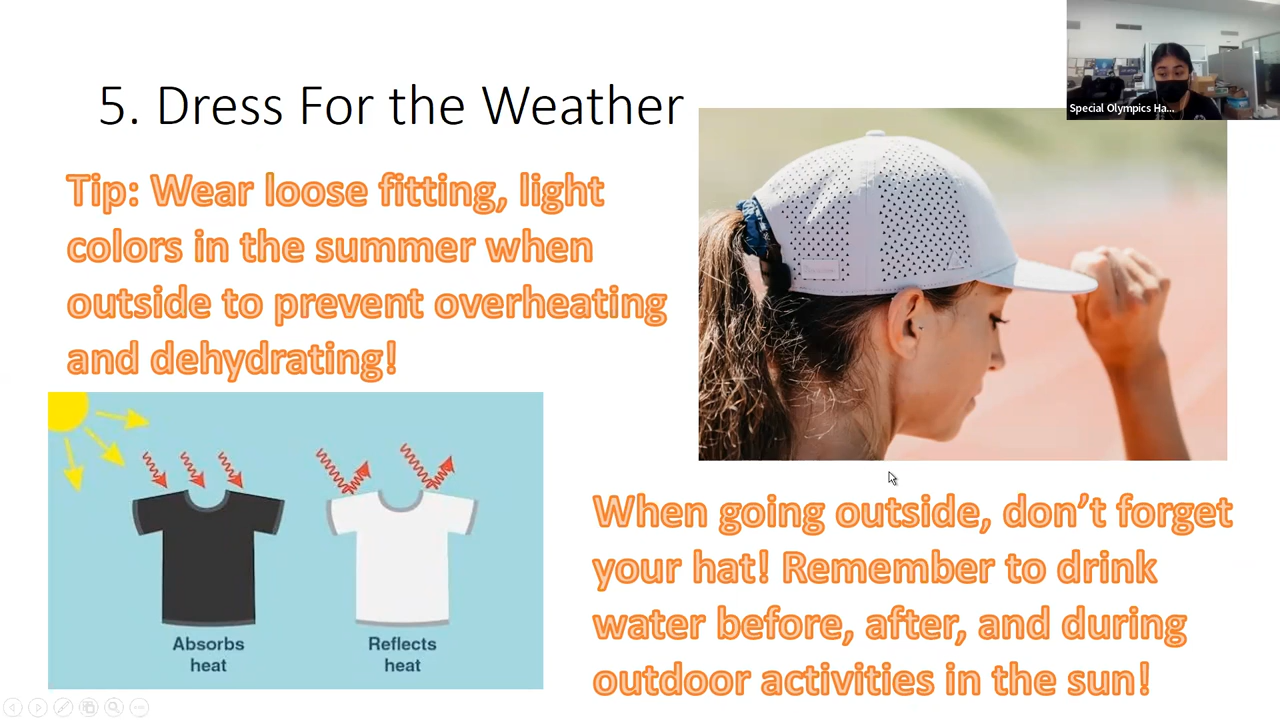 Special Olympics Ha...
5. Dress For the Weather
Tip: Wear loose fitting, light
colors in the summer when
outside to prevent overheating
and dehydrating!
Absorbs
heat
Reflects
heat
When going outside, don’t forget
your hat! Remember to drink
water before, after, and during
outdoor activities in the sun!